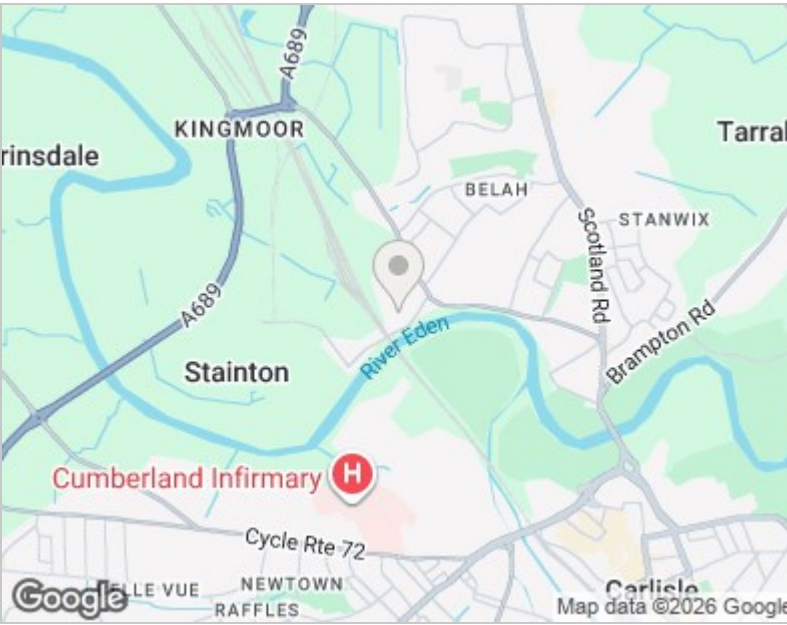 A689
KINGMOOR
rinsdale
Tarral
BELAH
STANWIX
Scotland Rd
A689
River Eden
Brampton Rd
Stainton
Cumberland Infirmary
H
Cycle Rte 72
ELLE VUE
NEWTOWN
RAFFLES
Carlisle
Google
Map data ©2026 Google